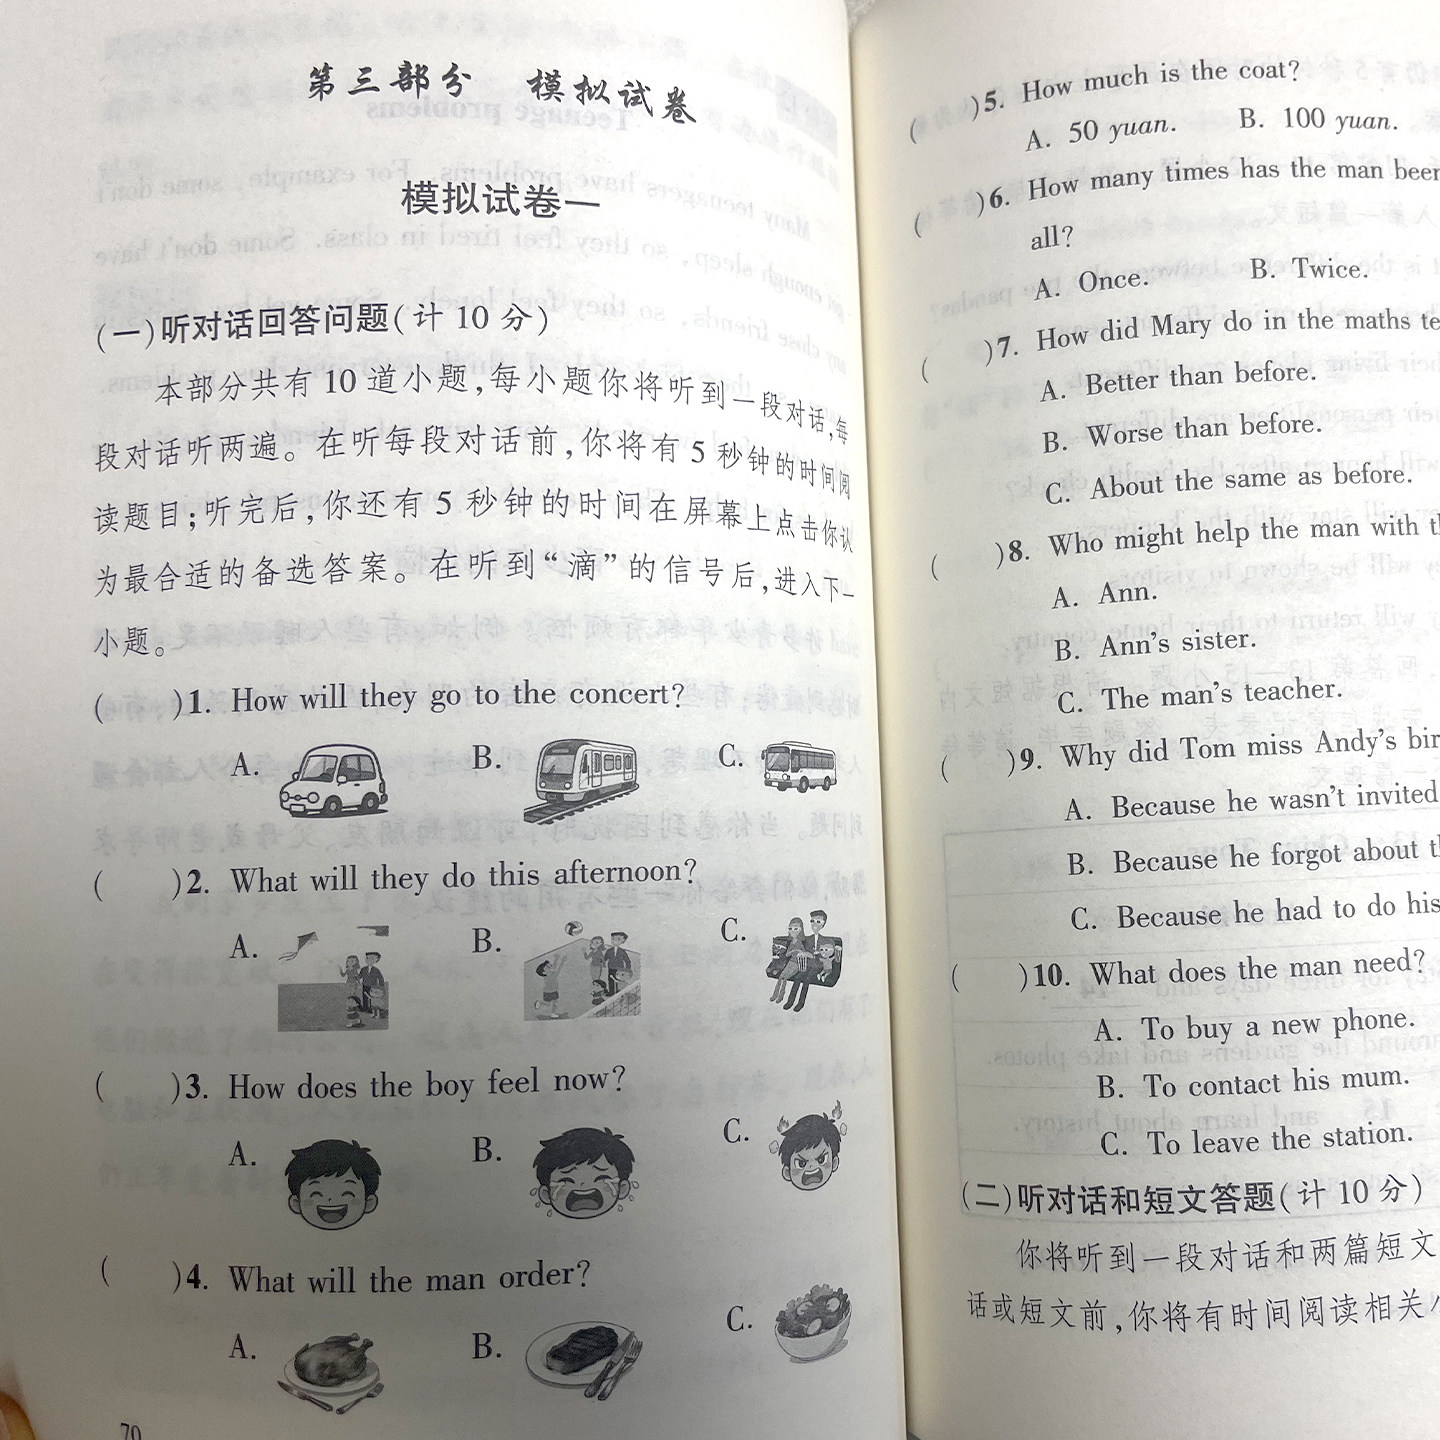 第三部分 模拟试卷
模拟试卷一
(一)听对话回答问题(计 10 分)
本部分共有 10 道小题,每小题你将听到一段对话,每
段对话听两遍。在听每段对话前,你将有 5 秒钟的时间阅
读题目;听完后,你还有 5 秒钟的时间在屏幕上点击你认
为最合适的备选答案。在听到“滴”的信号后,进入下一
小题。
( )1. How will they go to the concert?
A. B. C.
( )2. What will they do this afternoon?
A. B. C.
( )3. How does the boy feel now?
A. B. C.
( )4. What will the man order?
A. B. C.
70
( )5. How much is the coat?
A. 50 yuan. B. 100 yuan.
( )6. How many times has the man been
all?
A. Once. B. Twice.
( )7. How did Mary do in the maths
A. Better than before.
B. Worse than before.
C. About the same as before.
( )8. Who might help the man with
A. Ann.
B. Ann's sister.
C. The man's teacher.
( )9. Why did Tom miss Andy's
A. Because he wasn't invited
B. Because he forgot about
C. Because he had to do his
( )10. What does the man need?
A. To buy a new phone.
B. To contact his mum.
C. To leave the station.
(二)听对话和短文答题(计 10 分)
你将听到一段对话和两篇短文
话或短文前,你将有时间阅读相关